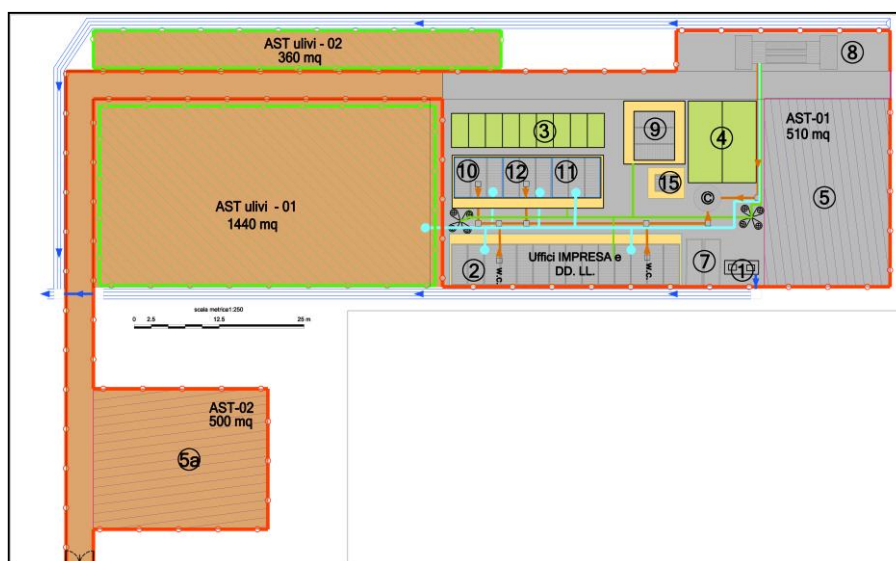 AST ulivi - 02
360 mq
8
3
9
4
AST-01
510 mq
10
12
11
15
5
C
AST ulivi - 01
1440 mq
2
W.C.
Uffici IMPRESA e
DD. LL.
W.C.
7
1
scala metrica1:250
0 2.5 12.5 25 m
AST-02
500 mq
5a